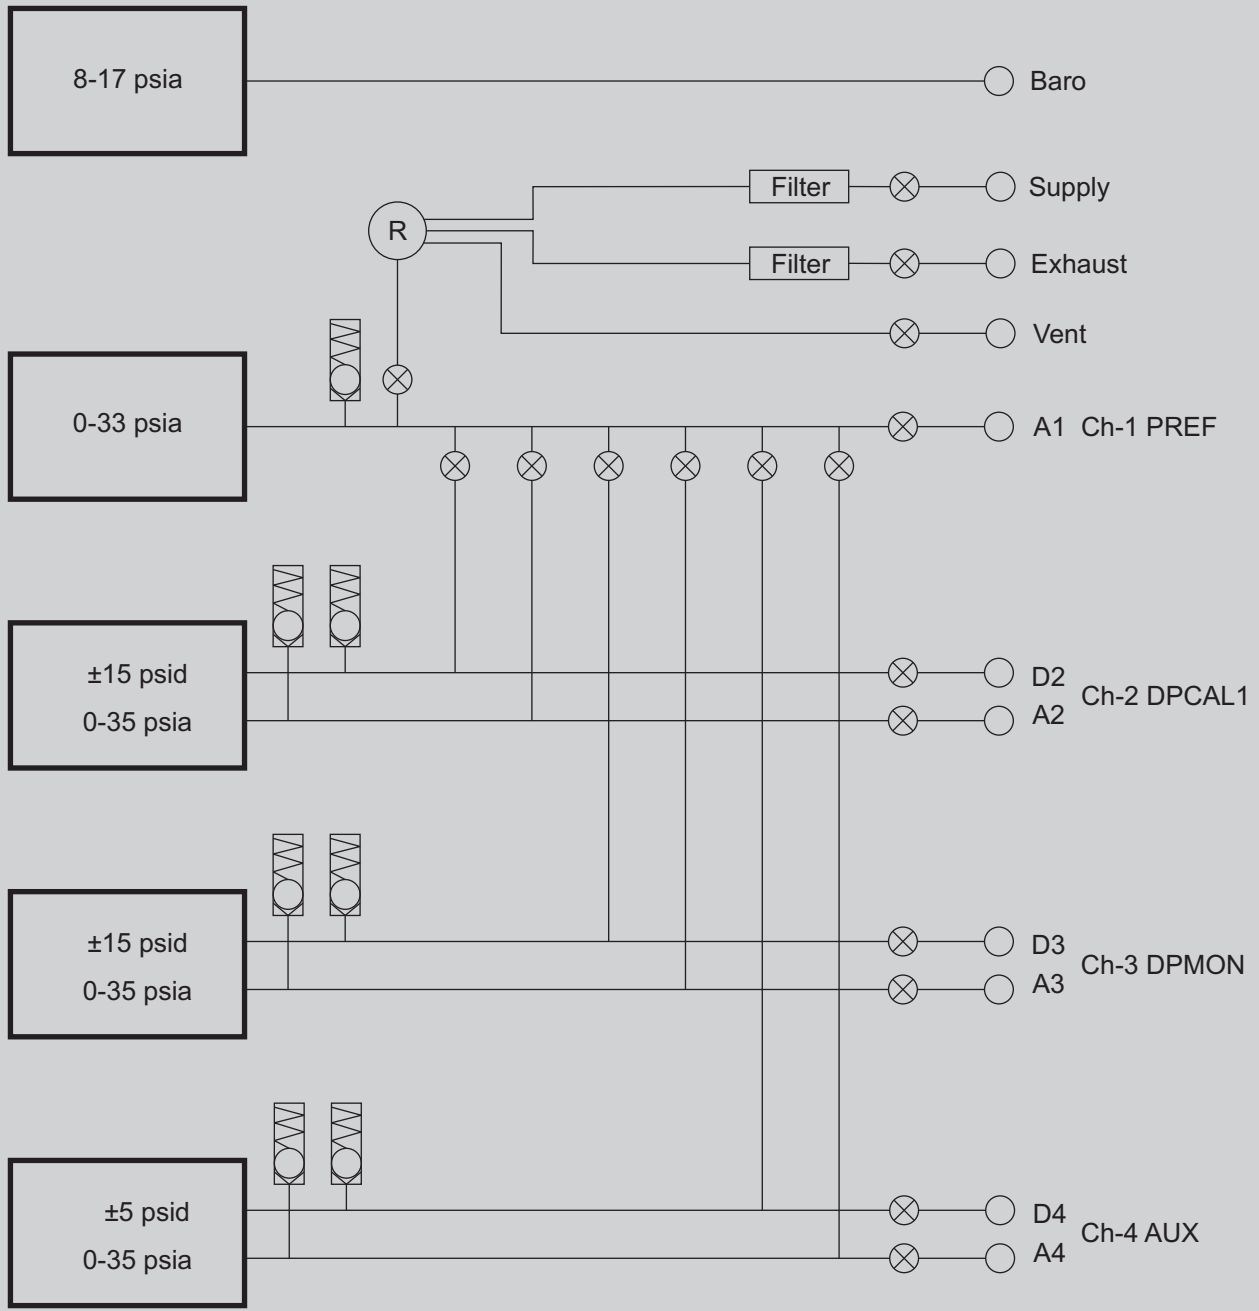 8-17 psia
Baro
Filter
Supply
R
Filter
Exhaust
Vent
0-33 psia
A1 Ch-1 PREF
±15 psid
D2
Ch-2 DPCAL1
0-35 psia
A2
±15 psid
D3
Ch-3 DPMON
0-35 psia
A3
±5 psid
D4
Ch-4 AUX
0-35 psia
A4